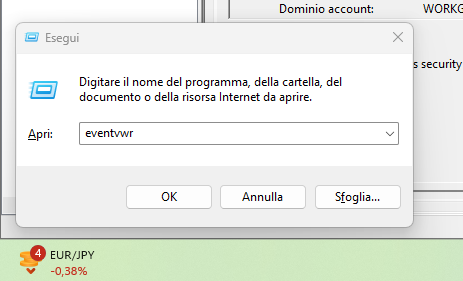 Dominio account: WORKG
Esegui
s security
Digitare il nome del programma, della cartella, del
documento o della risorsa Internet da aprire.
Apri: eventvwr
OK Annulla Sfoglia...
4 EUR/JPY
-0,38%